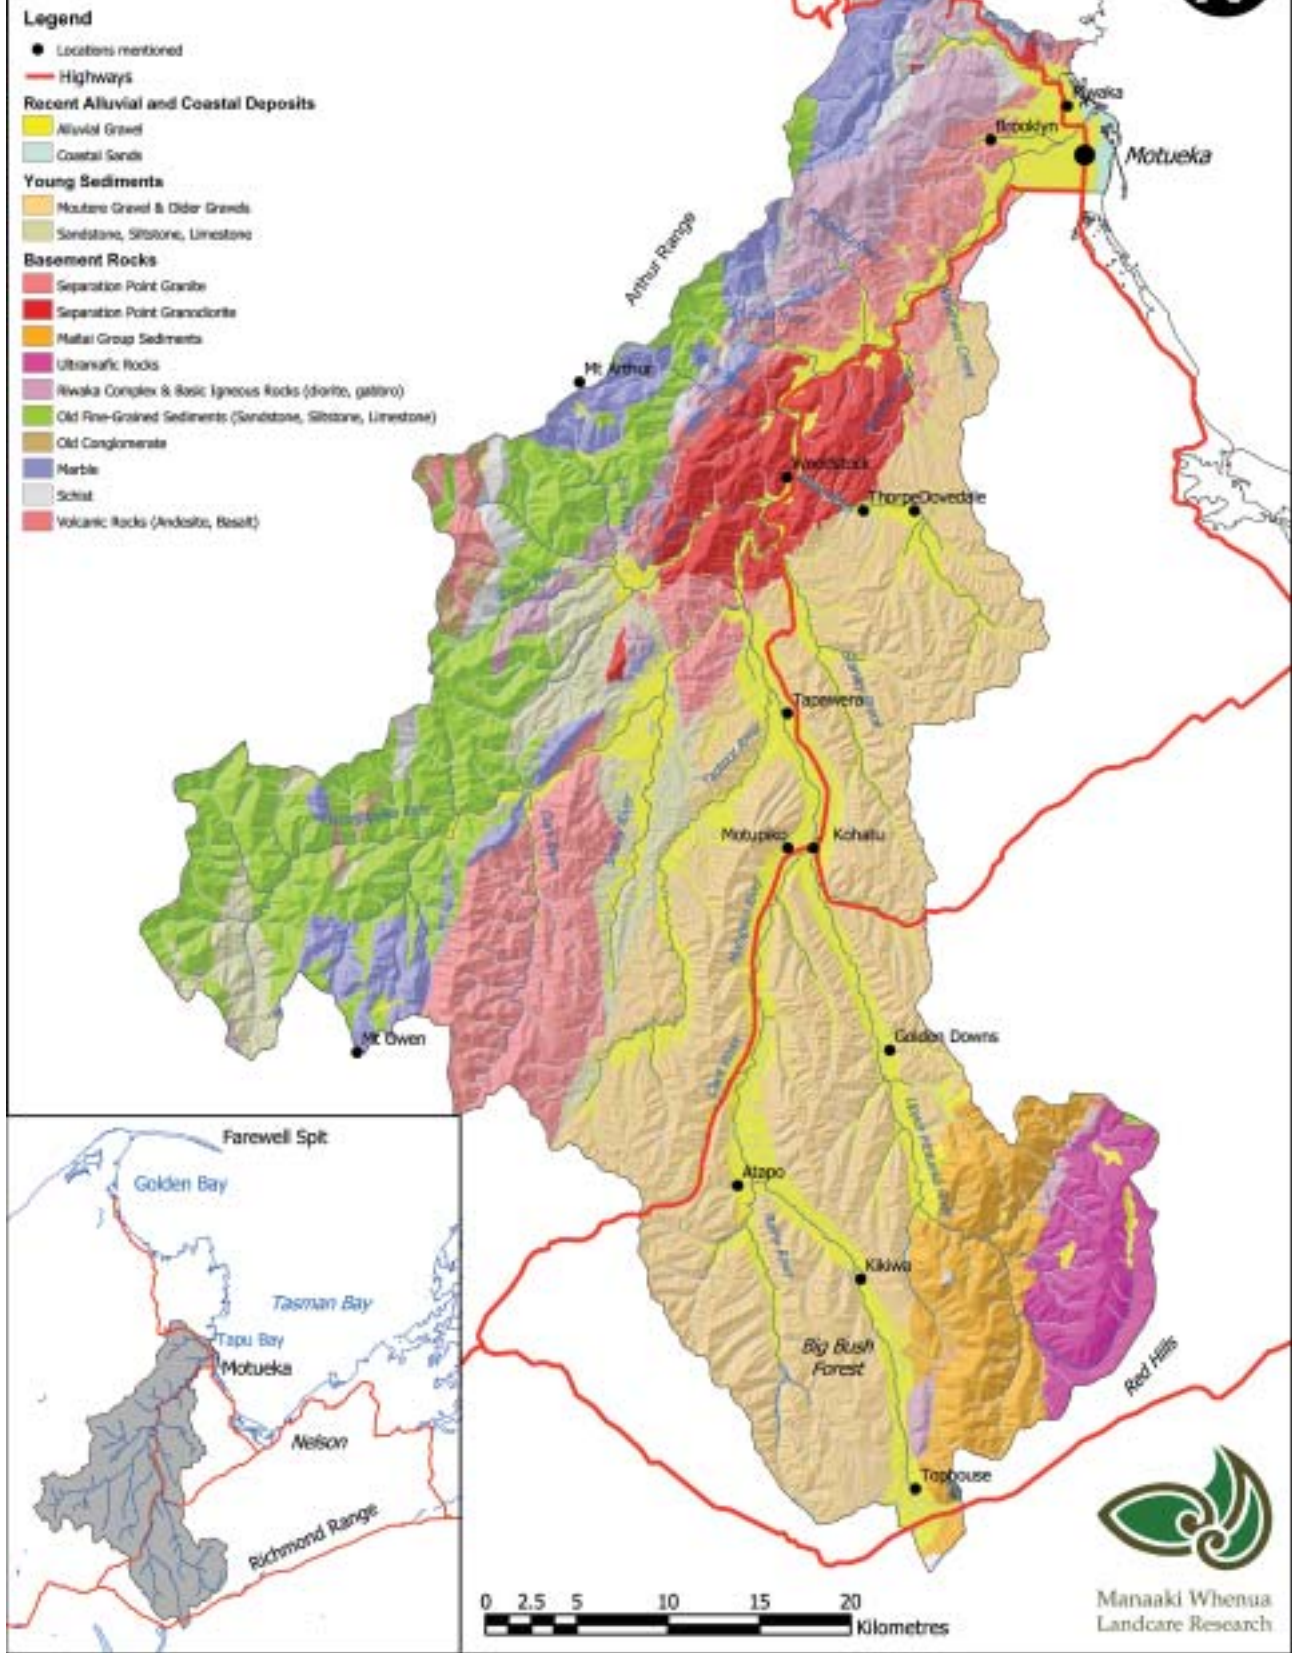 Legend
Locations mentioned
Highways
Recent Alluvial and Coastal Deposits
Alluvial Gravel
Coastal Sands
Young Sediments
Moutere Gravel & Older Gravels
Sandstone, Siltstone, Limestone
Basement Rocks
Separation Point Granite
Separation Point Granodiorite
Maitai Group Sediments
Ultramafic Rocks
Riwaka Complex & Basic Igneous Rocks (diorite, gabbro)
Old Fine-Grained Sediments (Sandstone, Siltstone, Limestone)
Old Conglomerate
Marble
Schist
Volcanic Rocks (Andesite, Basalt)
Riwaka
Brooklyn
Motueka
Arthur Range
Mt Arthur
Woodstock
Thorpe
Dovedale
Tapawera
Motupiko
Kohatu
Mt Owen
Golden Downs
Atapo
Kikiwa
Big Bush
Forest
Red Hills
Tophouse
Farewell Spit
Golden Bay
Tasman Bay
Tapu Bay
Motueka
Nelson
Richmond Range
0 2.5 5 10 15 20
Kilometres
Manaaki Whenua
Landcare Research